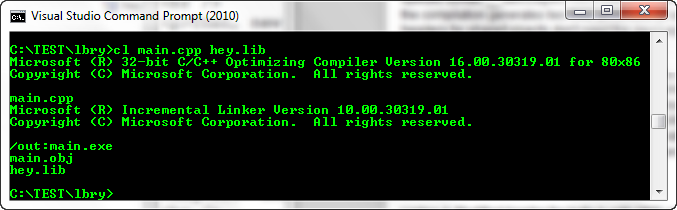 Visual Studio Command Prompt (2010)
C:\TEST\lbry>cl main.cpp hey.lib
Microsoft (R) 32-bit C/C++ Optimizing Compiler Version 16.00.30319.01 for 80x86
Copyright (C) Microsoft Corporation.  All rights reserved.
main.cpp
Microsoft (R) Incremental Linker Version 10.00.30319.01
Copyright (C) Microsoft Corporation.  All rights reserved.
/out:main.exe
main.obj
hey.lib
C:\TEST\lbry>